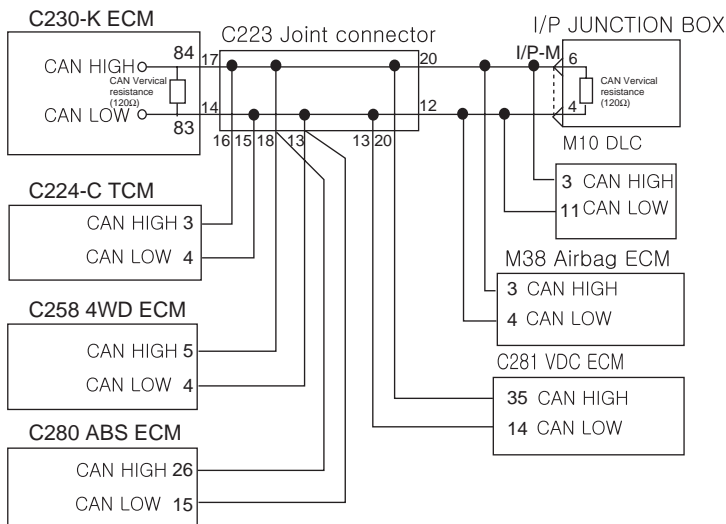 C230-K ECM
CAN HIGH
84
CAN Vervical
resistance
(120Ω)
CAN LOW
83
C223 Joint connector
17
20
14
12
16 15 18 13
13 20
I/P JUNCTION BOX
I/P-M
6
CAN Vervical
resistance
(120Ω)
4
M10 DLC
3 CAN HIGH
11 CAN LOW
C224-C TCM
CAN HIGH 3
CAN LOW 4
M38 Airbag ECM
3 CAN HIGH
4 CAN LOW
C258 4WD ECM
CAN HIGH 5
CAN LOW 4
C281 VDC ECM
35 CAN HIGH
14 CAN LOW
C280 ABS ECM
CAN HIGH 26
CAN LOW 15